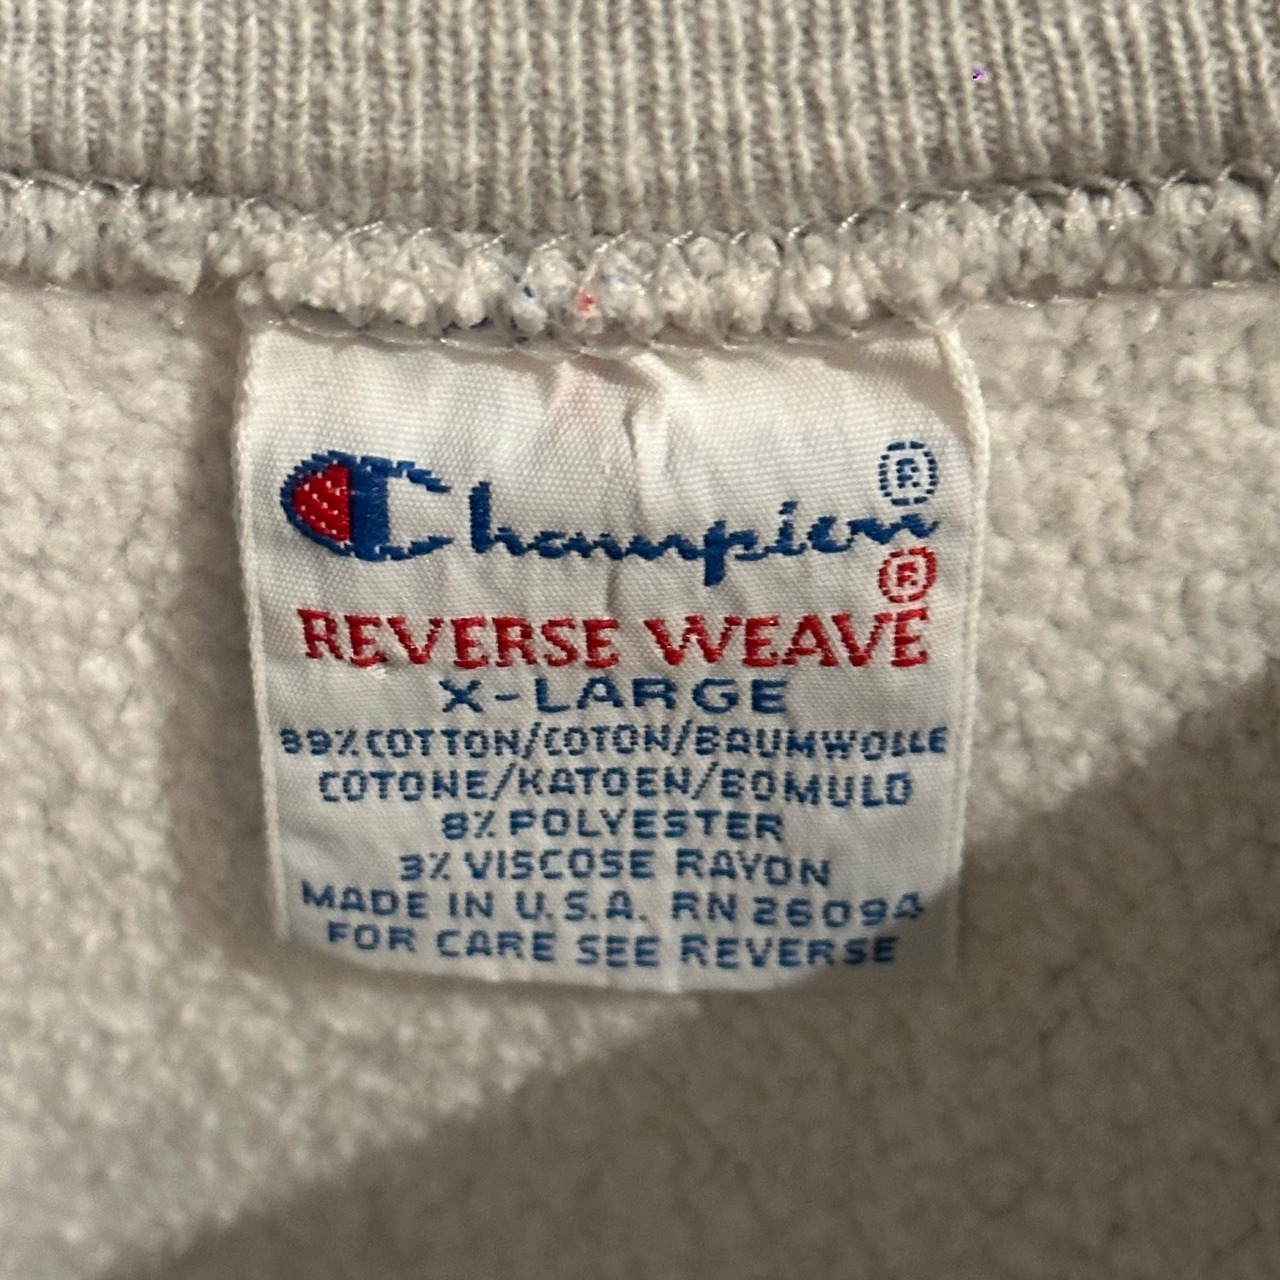 Champion®
REVERSE WEAVE®
X-LARGE
89% COTTON/COTON/BAUMWOLLE
COTONE/KATOEN/BOMULD
8% POLYESTER
3% VISCOSE RAYON
MADE IN U.S.A. RN 26094
FOR CARE SEE REVERSE